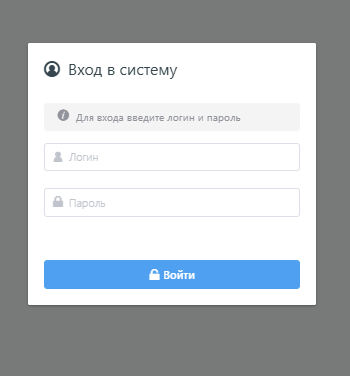 Вход в систему
Для входа введите логин и пароль
Логин
Пароль
Войти